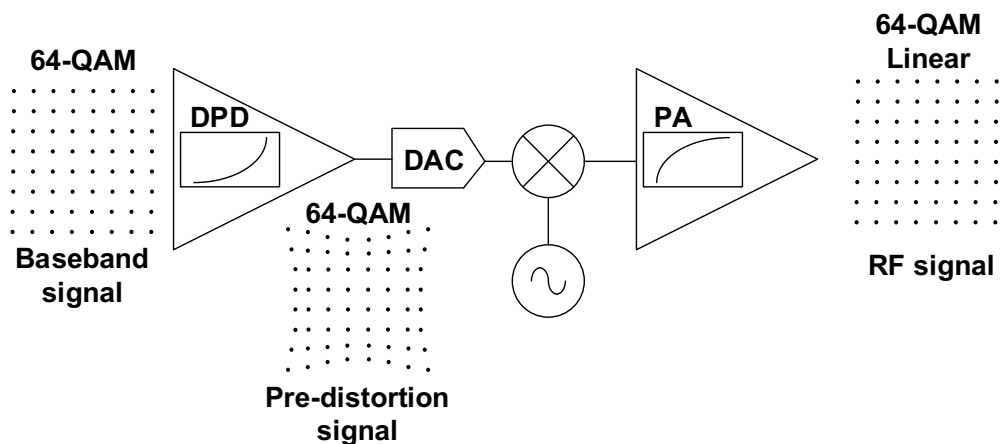 64-QAM
Baseband
signal
DPD
64-QAM
Pre-distortion
signal
DAC
PA
64-QAM
Linear
RF signal